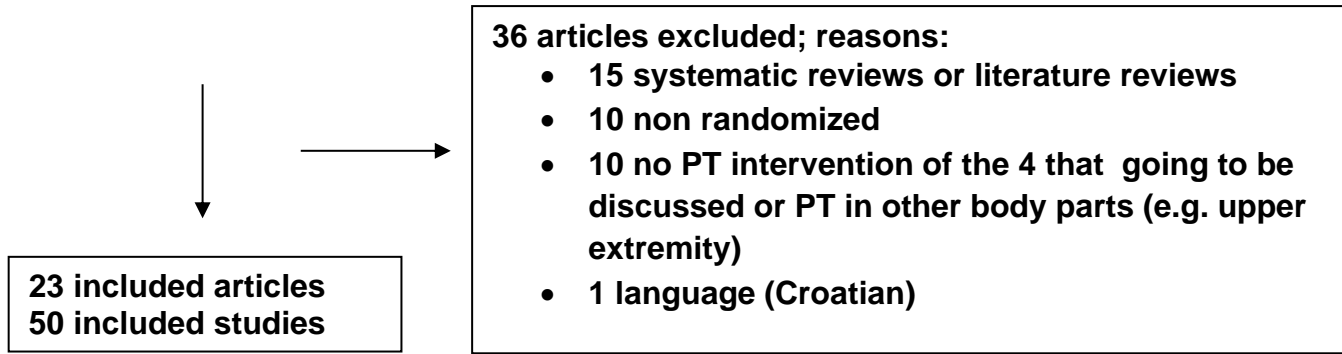 36 articles excluded; reasons:
• 15 systematic reviews or literature reviews
• 10 non randomized
• 10 no PT intervention of the 4 that going to be
discussed or PT in other body parts (e.g. upper
extremity)
• 1 language (Croatian)
23 included articles
50 included studies